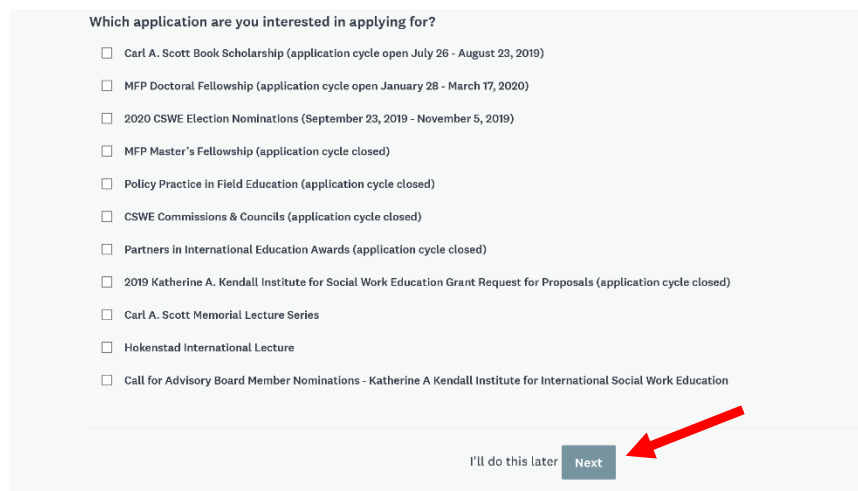 Which application are you interested in applying for?
Carl A. Scott Book Scholarship (application cycle open July 26 - August 23, 2019)
MFP Doctoral Fellowship (application cycle open January 28 - March 17, 2020)
2020 CSWE Election Nominations (September 23, 2019 - November 5, 2019)
MFP Master's Fellowship (application cycle closed)
Policy Practice in Field Education (application cycle closed)
CSWE Commissions & Councils (application cycle closed)
Partners in International Education Awards (application cycle closed)
2019 Katherine A. Kendall Institute for Social Work Education Grant Request for Proposals (application cycle closed)
Carl A. Scott Memorial Lecture Series
Hokenstad International Lecture
Call for Advisory Board Member Nominations - Katherine A Kendall Institute for International Social Work Education
I'll do this later Next